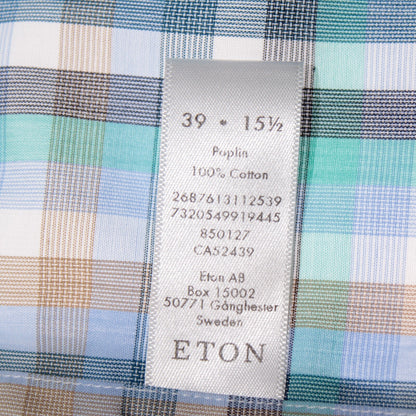 39 • 15½
Poplin
100% Cotton
2687613112539
7320549919445
850127
CA52439
Eton AB
Box 15002
50771 Gånghester
Sweden
ETON